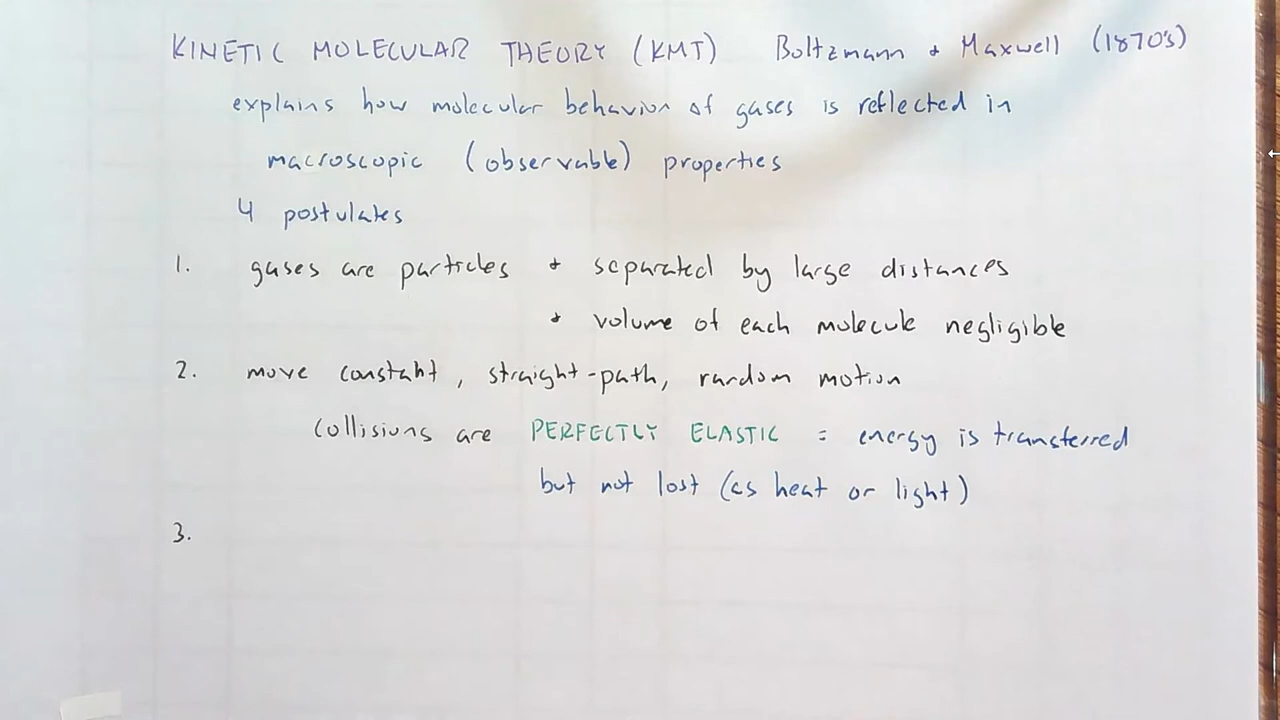 KINETIC MOLECULAR THEORY (KMT) Boltzmann + Maxwell (1870's)
explains how molecular behavior of gases is reflected in
macroscopic (observable) properties
4 postulates
1. gases are particles + separated by large distances
+ volume of each molecule negligible
2. move constant, straight-path, random motion
collisions are PERFECTLY ELASTIC = energy is transferred
but not lost (as heat or light)
3.